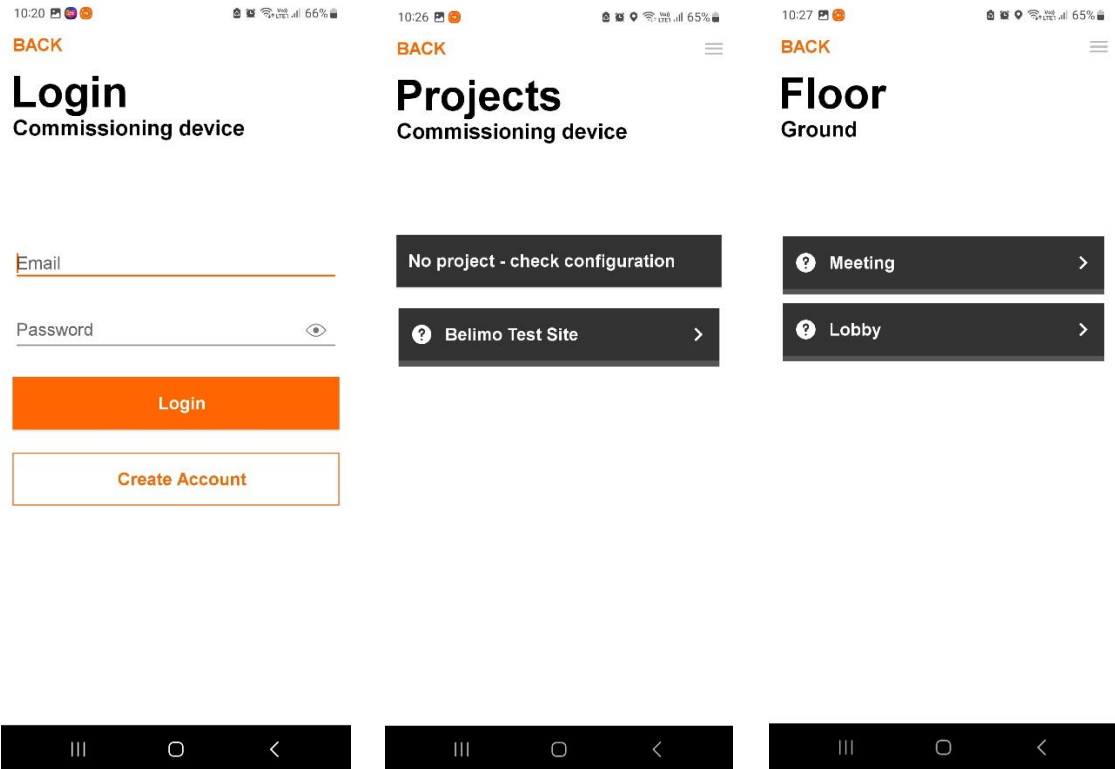 10:20
66%
BACK
Login
Commissioning device
Email
Password
Login
Create Account
10:26
65%
BACK
Projects
Commissioning device
No project - check configuration
? Belimo Test Site
10:27
65%
BACK
Floor
Ground
? Meeting
? Lobby